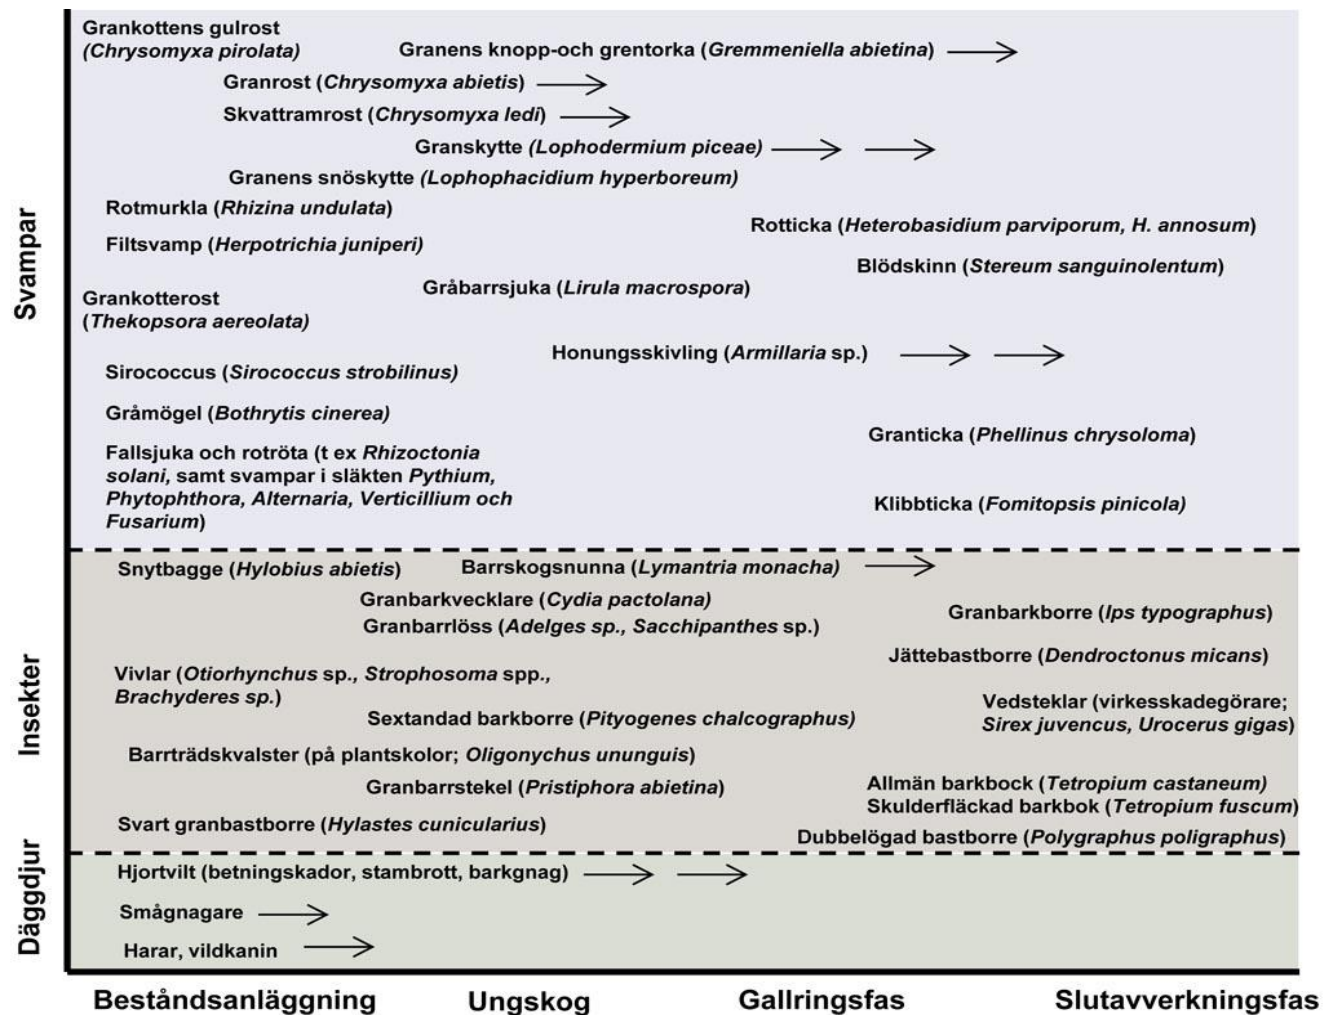 Grankottens gulrost
(Chrysomyxa pirolata)
Granens knopp-och grentorka (Gremmeniella abietina)
Granrost (Chrysomyxa abietis)
Skvattramrost (Chrysomyxa ledi)
Granskytte (Lophodermium piceae)
Granens snöskytte (Lophophacidium hyperboreum)
Rotmurkla (Rhizina undulata)
Rotticka (Heterobasidium parviporum, H. annosum)
Filtsvamp (Herpotrichia juniperi)
Blödskinn (Stereum sanguinolentum)
Gråbarrsjuka (Lirula macrospora)
Grankotterost
(Thekopsora aereolata)
Honungsskivling (Armillaria sp.)
Sirococcus (Sirococcus strobilinus)
Gråmögel (Bothrytis cinerea)
Granticka (Phellinus chrysoloma)
Fallsjuka och rotröta (t ex Rhizoctonia
solani, samt svampar i släkten Pythium,
Phytophthora, Alternaria, Verticillium och
Fusarium)
Klibbticka (Fomitopsis pinicola)
Svampar
Snytbagge (Hylobius abietis)
Barrskogsnunna (Lymantria monacha)
Granbarkvecklare (Cydia pactolana)
Granbarkborre (Ips typographus)
Granbarrlöss (Adelges sp., Sacchipanthes sp.)
Jättebastborre (Dendroctonus micans)
Vivlar (Otiorhynchus sp., Strophosoma spp.,
Brachyderes sp.)
Vedsteklar (virkesskadegörare;
Sirex juvencus, Urocerus gigas)
Sextandad barkborre (Pityogenes chalcographus)
Barrträdskvalster (på plantskolor; Oligonychus ununguis)
Granbarrstekel (Pristiphora abietina)
Allmän barkbock (Tetropium castaneum)
Skulderfläckad barkbok (Tetropium fuscum)
Svart granbastborre (Hylastes cunicularius)
Dubbelögad bastborre (Polygraphus poligraphus)
Insekter
Hjortvilt (betningskador, stambrott, barkgnag)
Smågnagare
Harar, vildkanin
Däggdjur
Beståndsanläggning
Ungskog
Gallringsfas
Slutavverkningsfas